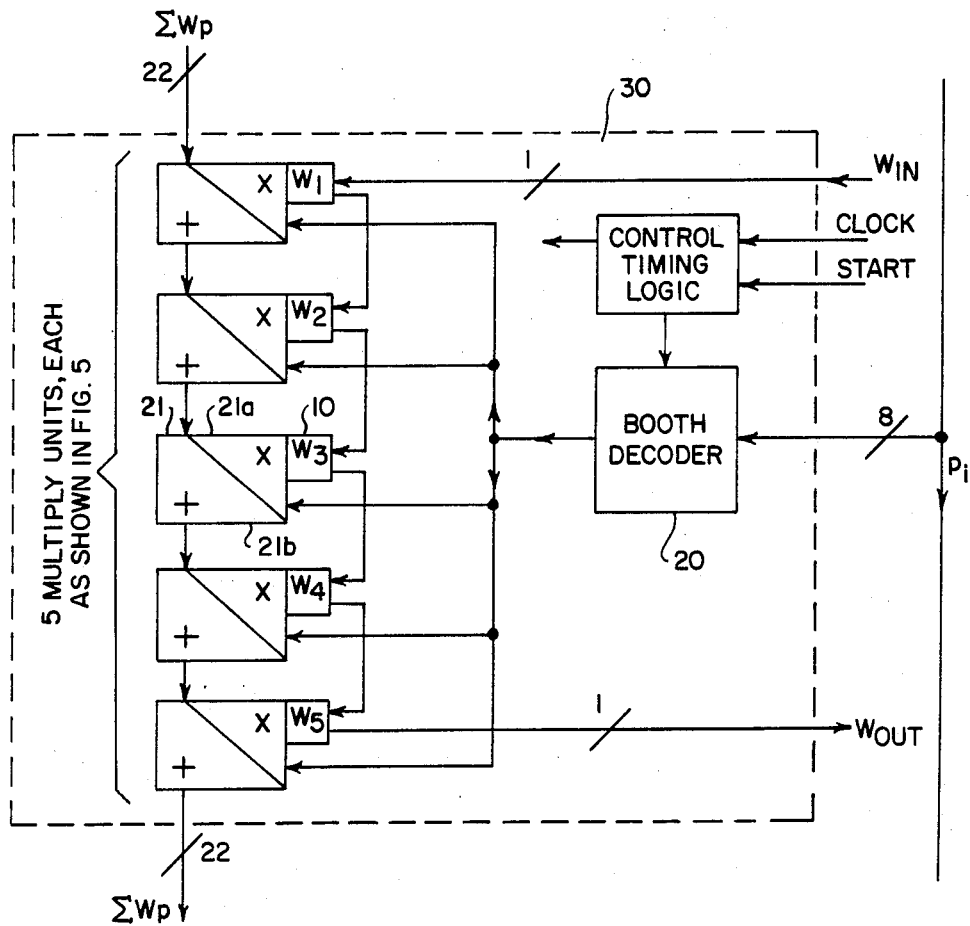 ΣWp
22
30
1
WIN
X
W1
+
CONTROL
TIMING
LOGIC
CLOCK
START
X
W2
+
5 MULTIPLY UNITS, EACH
AS SHOWN IN FIG. 5
21
21a
10
X
W3
+
21b
BOOTH
DECODER
8
pi
20
X
W4
+
X
W5
+
1
WOUT
22
ΣWp